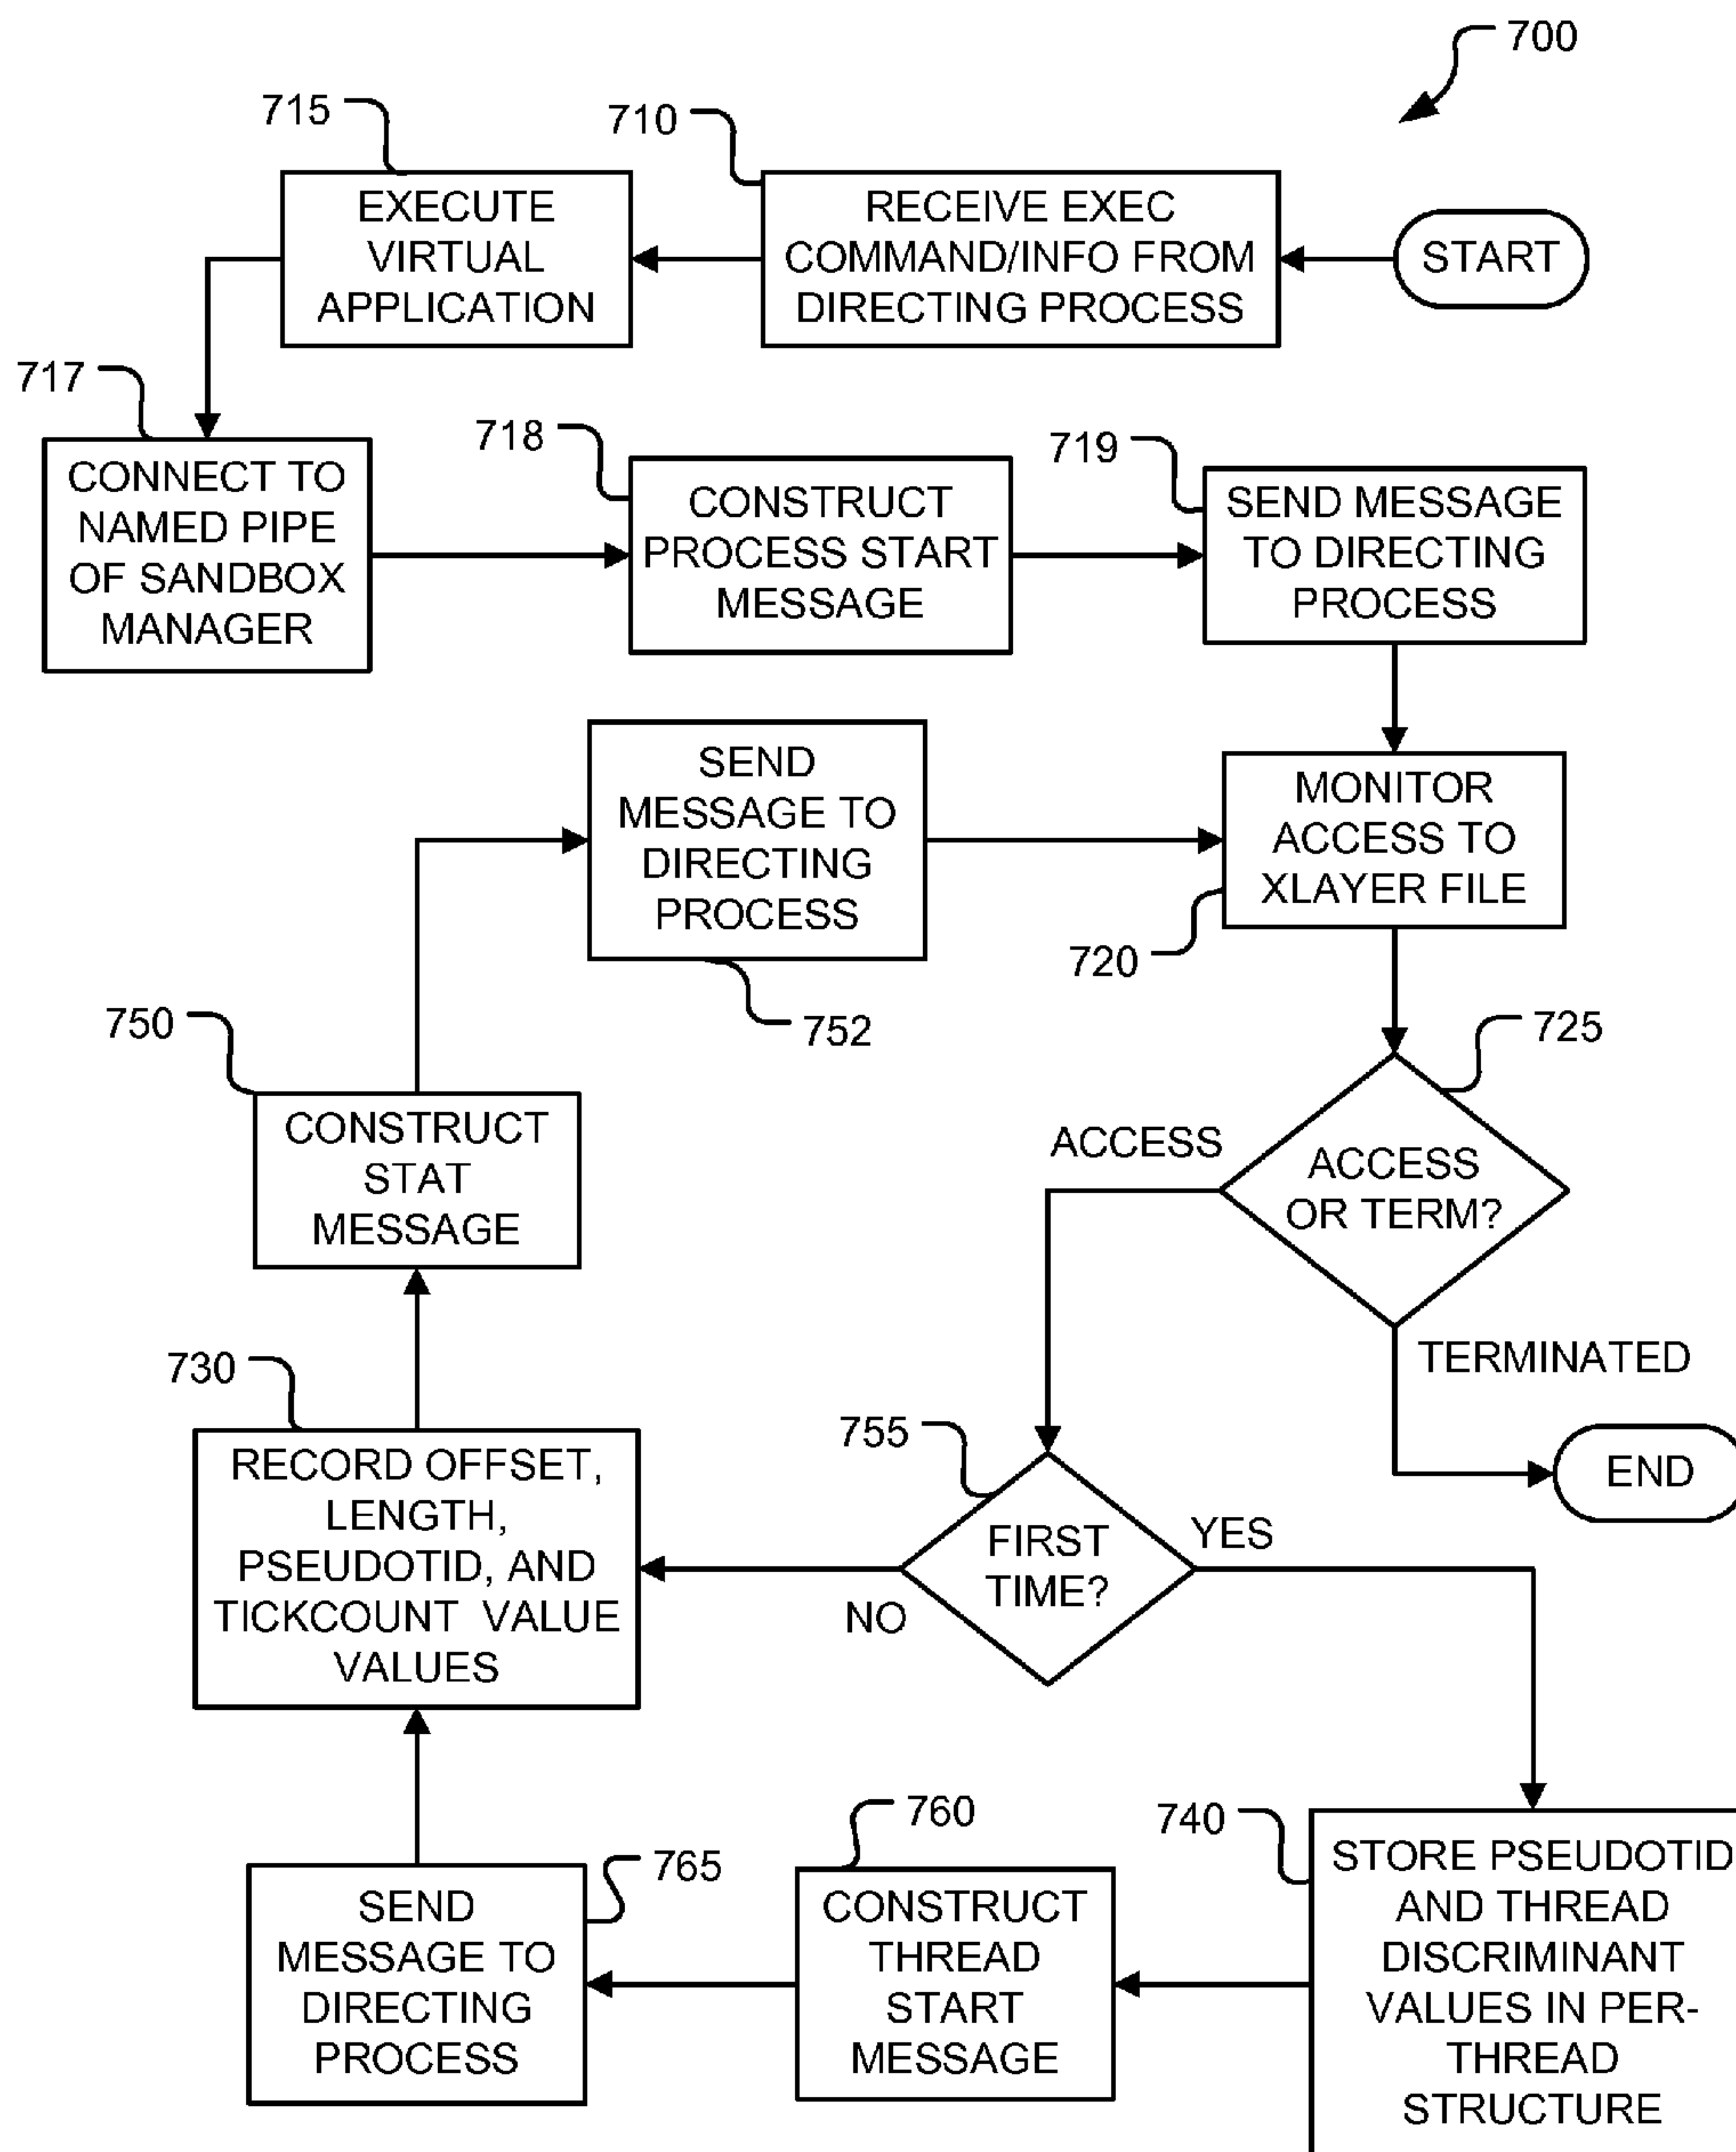 700
715
710
EXECUTE
VIRTUAL
APPLICATION
RECEIVE EXEC
COMMAND/INFO FROM
DIRECTING PROCESS
START
717
718
719
CONNECT TO
NAMED PIPE
OF SANDBOX
MANAGER
CONSTRUCT
PROCESS START
MESSAGE
SEND MESSAGE
TO DIRECTING
PROCESS
SEND
MESSAGE TO
DIRECTING
PROCESS
MONITOR
ACCESS TO
XLAYER FILE
720
750
752
725
CONSTRUCT
STAT
MESSAGE
ACCESS
ACCESS
OR TERM?
TERMINATED
730
755
END
RECORD OFFSET,
LENGTH,
PSEUDOTID, AND
TICKCOUNT VALUE
VALUES
FIRST
TIME?
YES
NO
760
740
765
SEND
MESSAGE TO
DIRECTING
PROCESS
CONSTRUCT
THREAD
START
MESSAGE
STORE PSEUDOTID
AND THREAD
DISCRIMINANT
VALUES IN PER-
THREAD
STRUCTURE